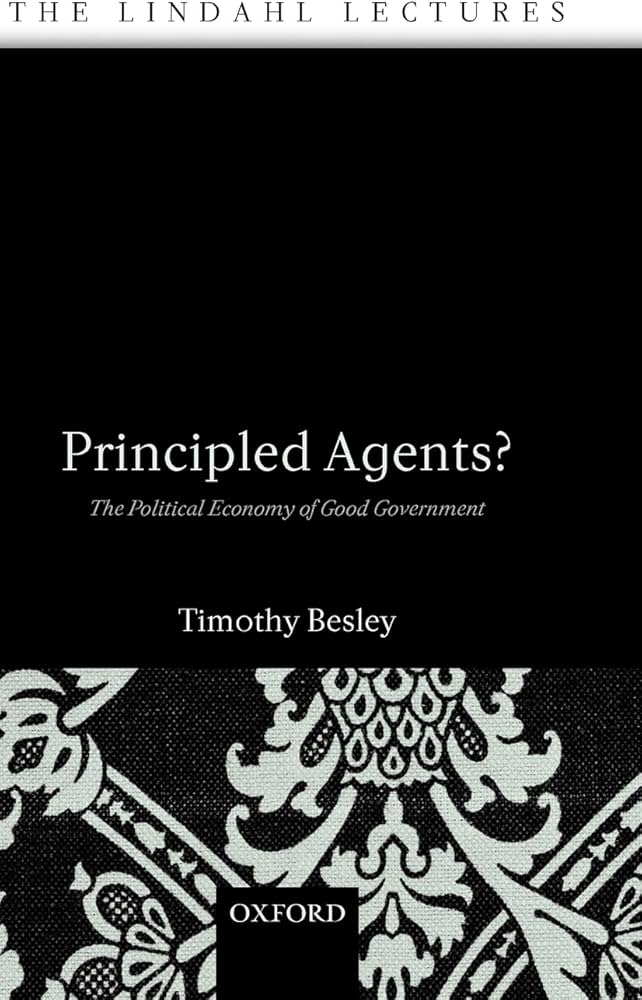 THE LINDAHL LECTURES
Principled Agents?
The Political Economy of Good Government
Timothy Besley
OXFORD